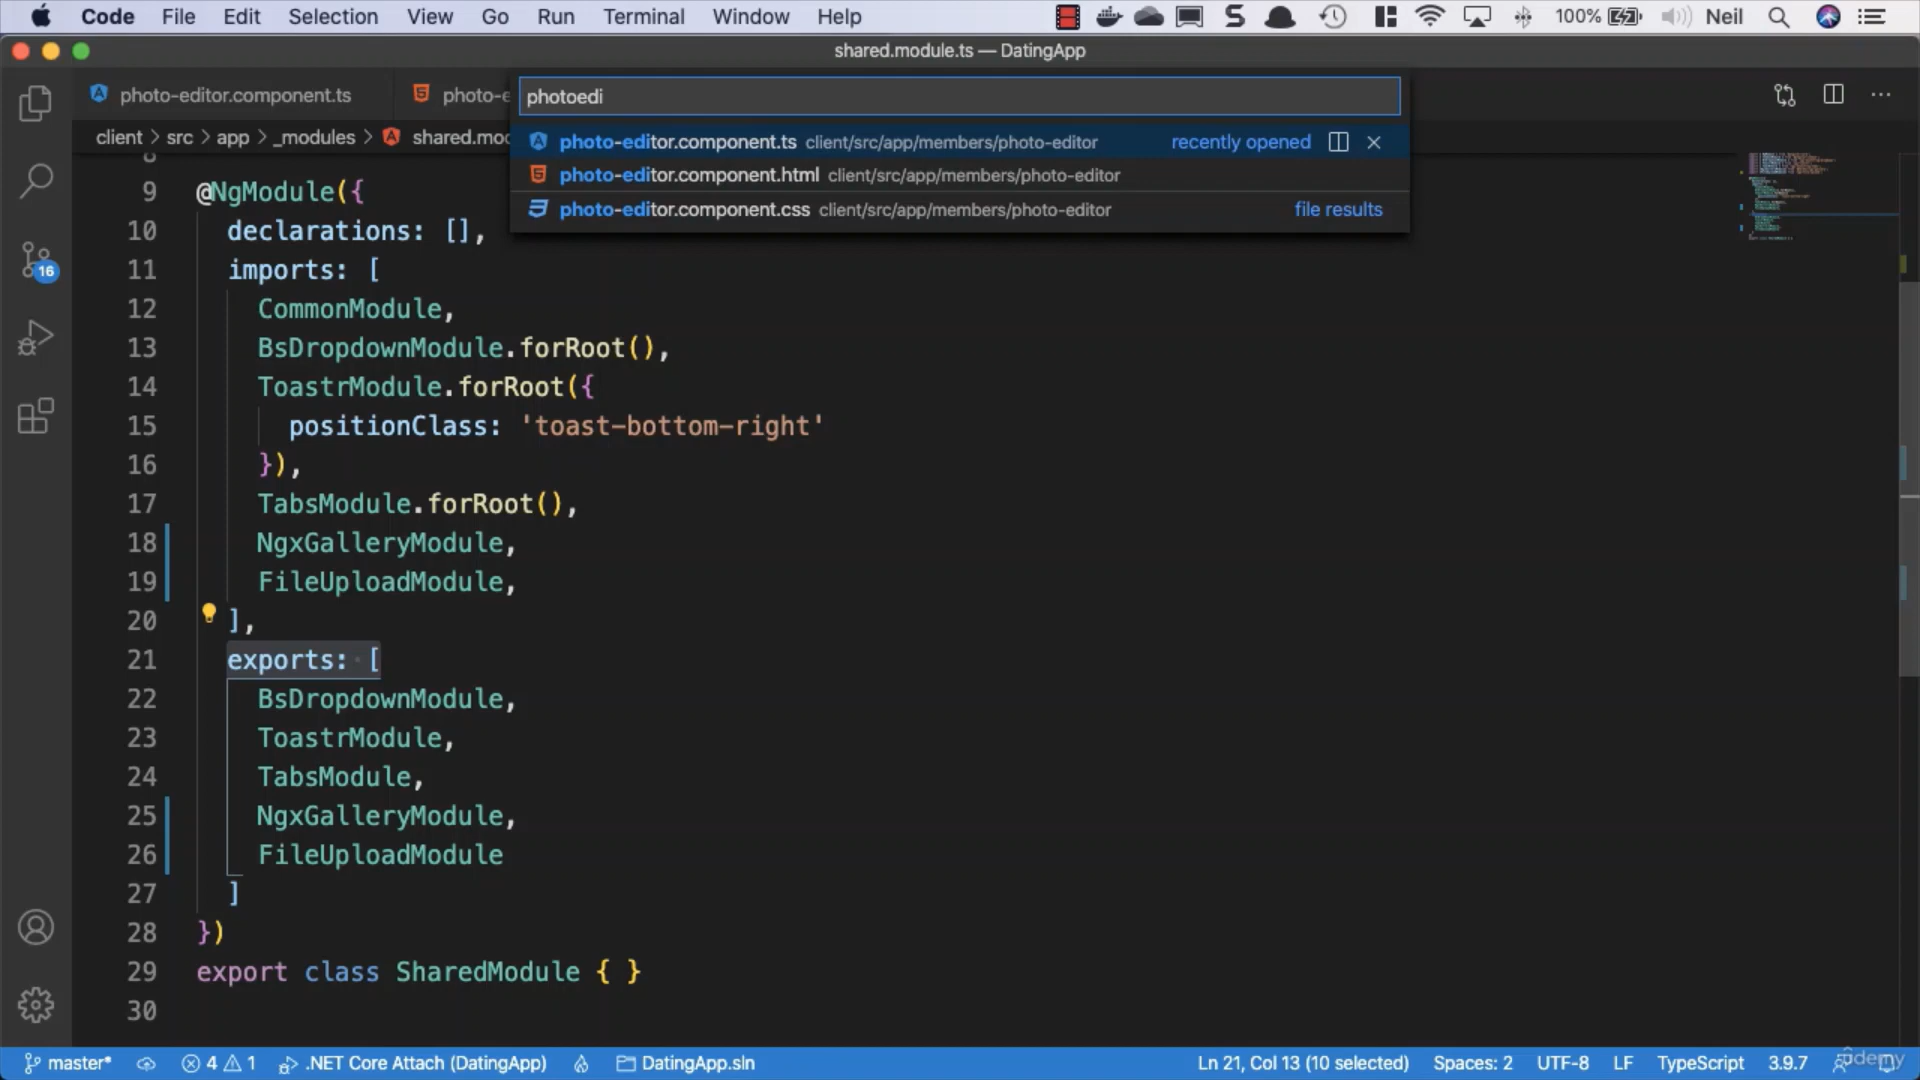 Code File Edit Selection View Go Run Terminal Window Help 100% Neil
shared.module.ts — DatingApp
photo-editor.component.ts photo-e
photoedi
client > src > app > _modules > shared.mod
photo-editor.component.ts client/src/app/members/photo-editor recently opened
photo-editor.component.html client/src/app/members/photo-editor
photo-editor.component.css client/src/app/members/photo-editor file results
9 @NgModule({
10 declarations: [],
11 imports: [
12 CommonModule,
13 BsDropdownModule.forRoot(),
14 ToastrModule.forRoot({
15 positionClass: 'toast-bottom-right'
16 }),
17 TabsModule.forRoot(),
18 NgxGalleryModule,
19 FileUploadModule,
20 ],
21 exports: [
22 BsDropdownModule,
23 ToastrModule,
24 TabsModule,
25 NgxGalleryModule,
26 FileUploadModule
27 ]
28 })
29 export class SharedModule { }
30
16
master* 4 1 .NET Core Attach (DatingApp) DatingApp.sln Ln 21, Col 13 (10 selected) Spaces: 2 UTF-8 LF TypeScript 3.9.7
udemy